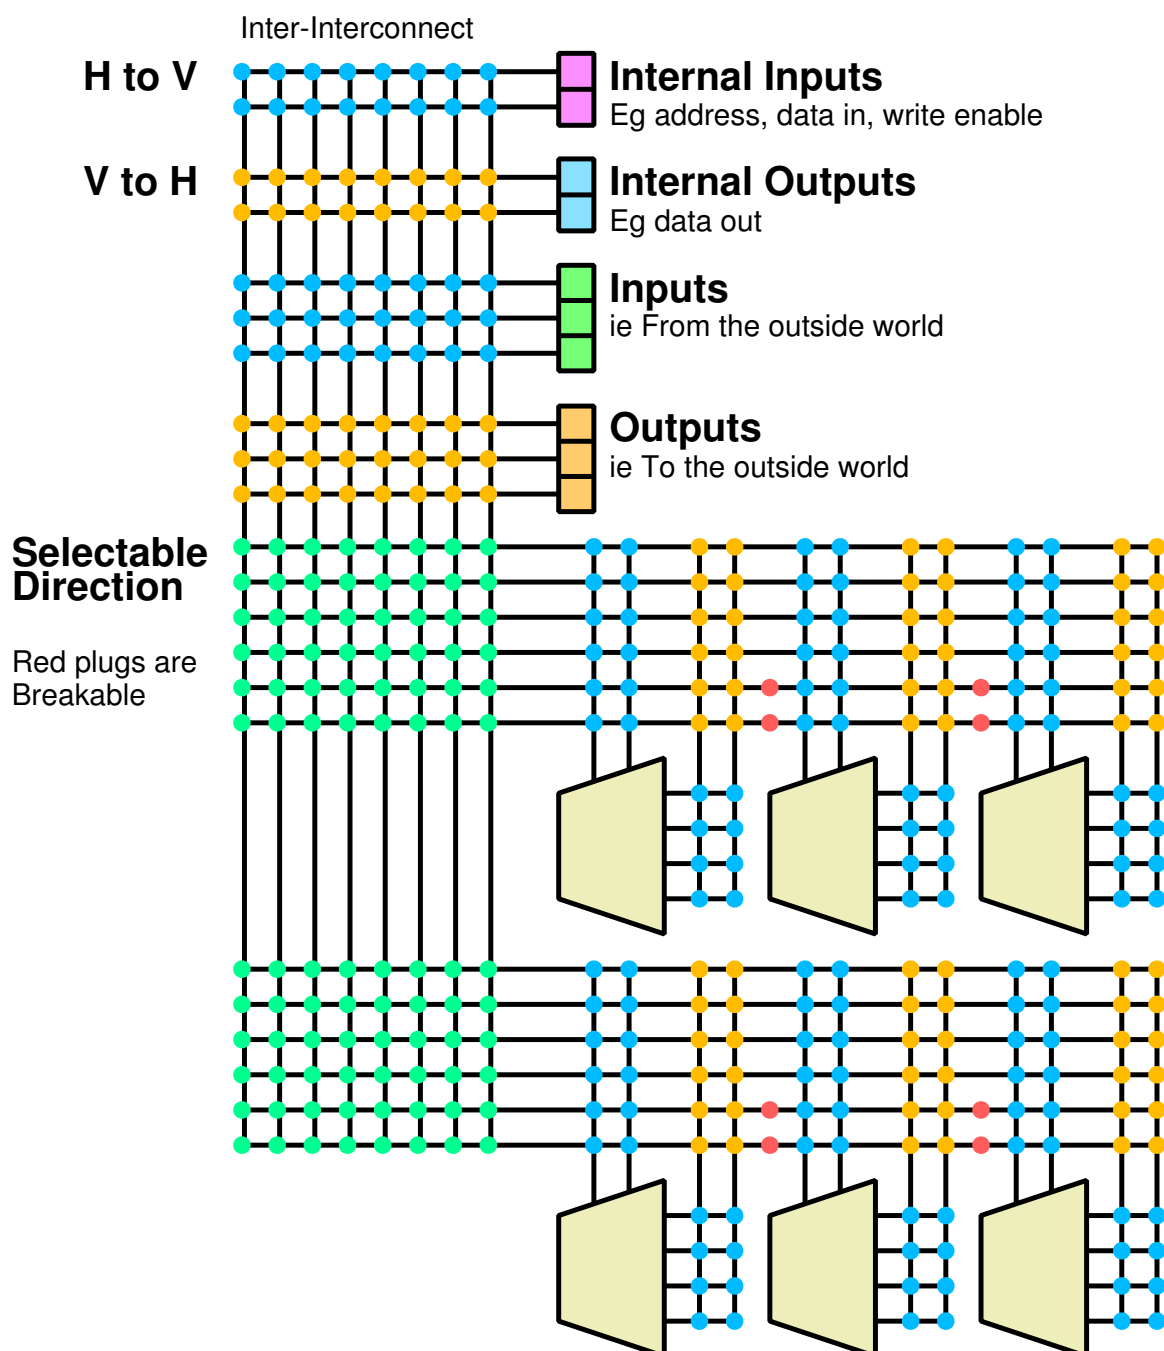 Inter-Interconnect
H to V
Internal Inputs
Eg address, data in, write enable
V to H
Internal Outputs
Eg data out
Inputs
ie From the outside world
Outputs
ie To the outside world
Selectable
Direction
Red plugs are
Breakable